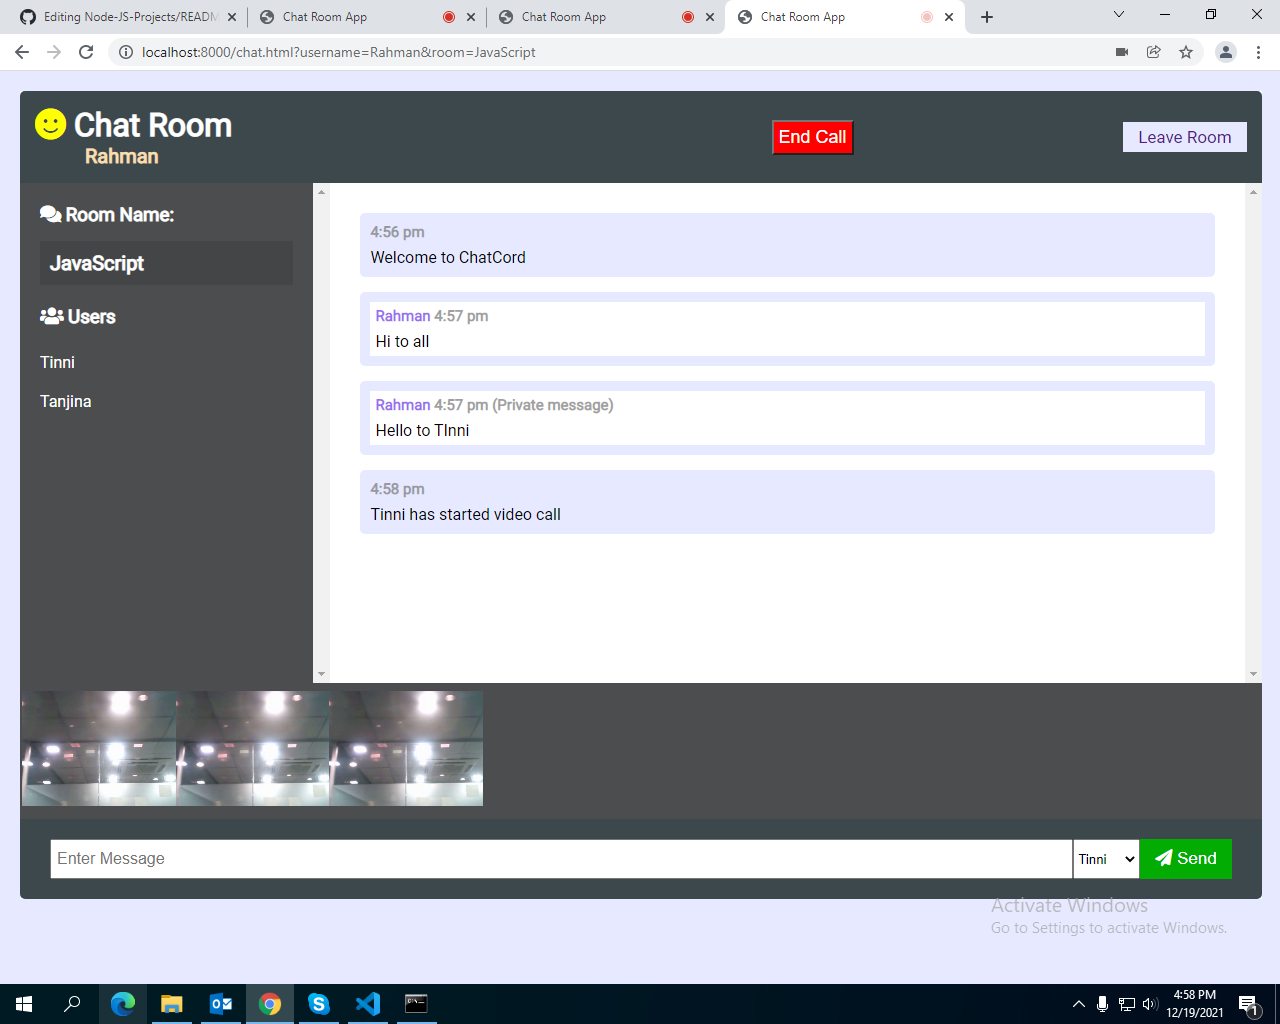 Editing Node-JS-Projects/READM
Chat Room App
Chat Room App
Chat Room App
localhost:8000/chat.html?username=Rahman&room=JavaScript
Chat Room
Rahman
End Call
Leave Room
Room Name:
JavaScript
Users
Tinni
Tanjina
4:56 pm
Welcome to ChatCord
Rahman 4:57 pm
Hi to all
Rahman 4:57 pm (Private message)
Hello to TInni
4:58 pm
Tinni has started video call
Enter Message
Tinni
Send
Activate Windows
Go to Settings to activate Windows.
4:58 PM
12/19/2021
1